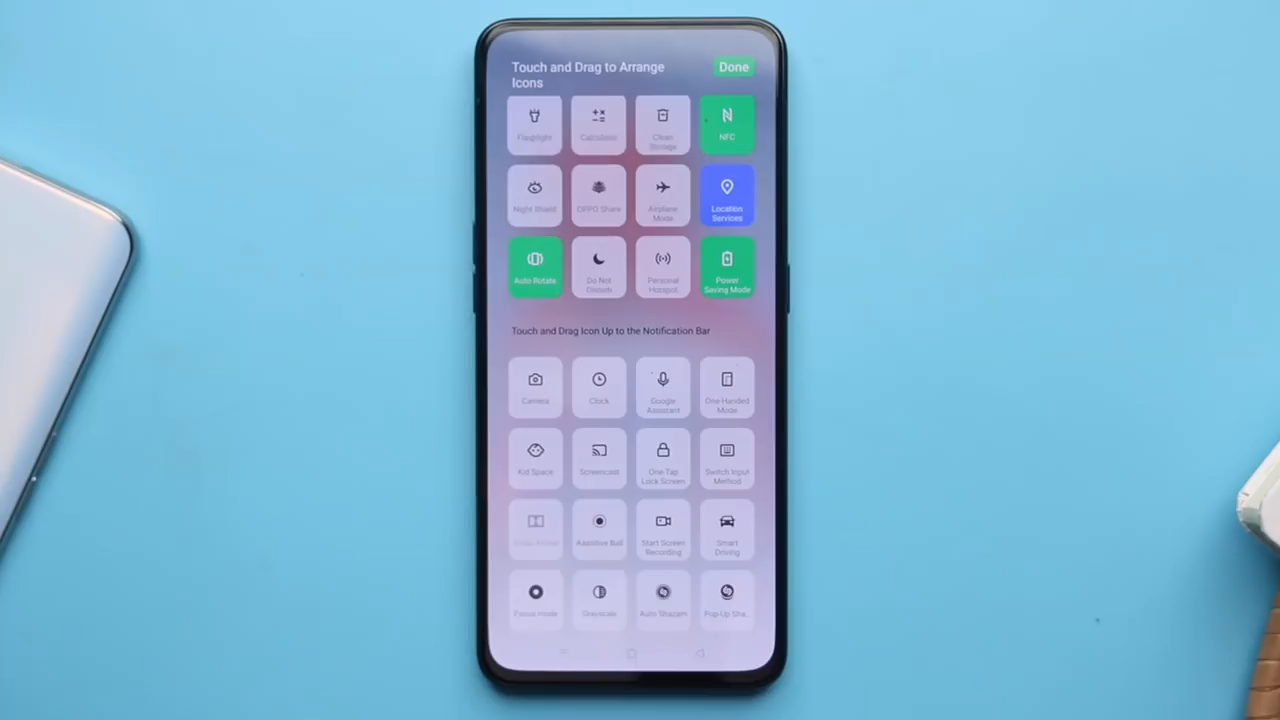 Touch and Drag to Arrange
Icons
Done
Flashlight
Calculator
Clean
Storage
NFC
Night Shield
OPPO Share
Airplane
Mode
Location
Services
Auto Rotate
Do Not
Disturb
Personal
Hotspot
Power
Saving Mode
Touch and Drag Icon Up to the Notification Bar
Camera
Clock
Google
Assistant
One-Handed
Mode
Kid Space
Screencast
One-Tap
Lock Screen
Switch Input
Method
Assistive Ball
Start Screen
Recording
Smart
Driving
Focus mode
Grayscale
Auto Shazam
Pop-Up Sha..